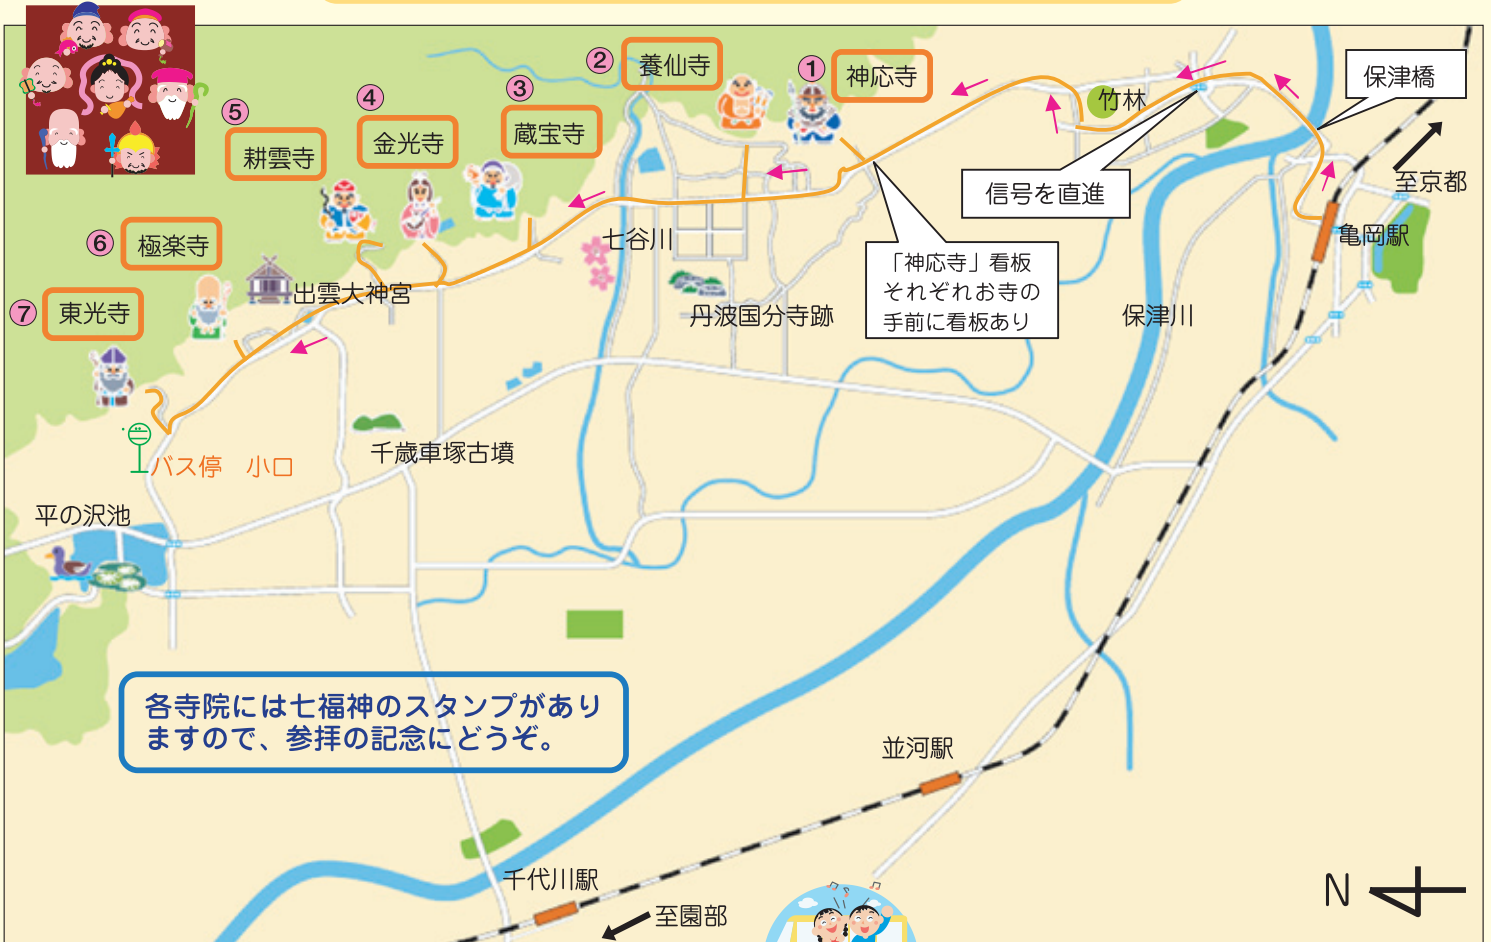 ① 神応寺
② 養仙寺
③ 蔵宝寺
④ 金光寺
⑤ 耕雲寺
⑥ 極楽寺
⑦ 東光寺
保津橋
竹林
至京都
信号を直進
亀岡駅
「神応寺」看板
それぞれお寺の
手前に看板あり
七谷川
丹波国分寺跡
保津川
出雲大神宮
千歳車塚古墳
バス停 小口
平の沢池
各寺院には七福神のスタンプがあり
ますので、参拝の記念にどうぞ。
並河駅
千代川駅
至園部
N